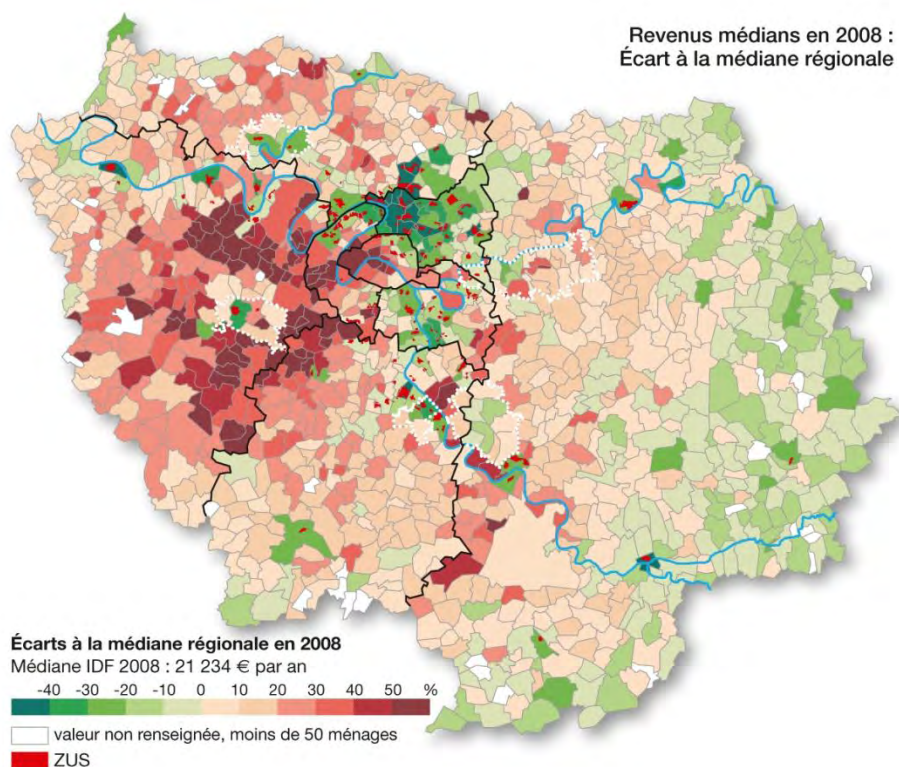 Revenus médians en 2008 :
Écart à la médiane régionale
Écarts à la médiane régionale en 2008
Médiane IDF 2008 : 21 234 € par an
-40 -30 -20 -10 0 10 20 30 40 50 %
valeur non renseignée, moins de 50 ménages
ZUS